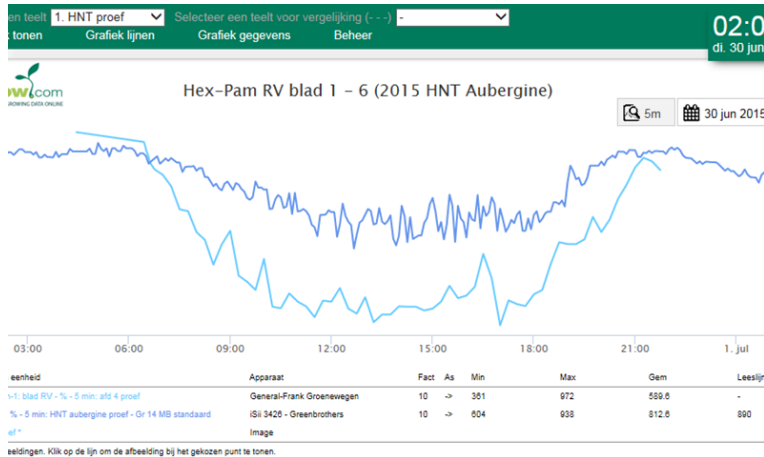 en teelt 1. HNT proef Selecteer een teelt voor vergelijking (- - -) -
tonen Grafiek lijnen Grafiek gegevens Beheer
02:0
di. 30 jun
ow.com
GROWING DATA ONLINE
Hex-Pam RV blad 1 - 6 (2015 HNT Aubergine)
5m 30 jun 2015
03:00 06:00 09:00 12:00 15:00 18:00 21:00 1. jul
eenheid Apparaat Fact As Min Max Gem Leeslijn
-1: blad RV - % - 5 min: afd 4 proef General-Frank Groenewegen 10 -> 361 972 589.6 -
% - 5 min: HNT aubergine proef - Gr 14 MB standaard iSii 3426 - Greenbrothers 10 -> 604 938 812.6 890
ef * Image
eeldingen. Klik op de lijn om de afbeelding bij het gekozen punt te tonen.